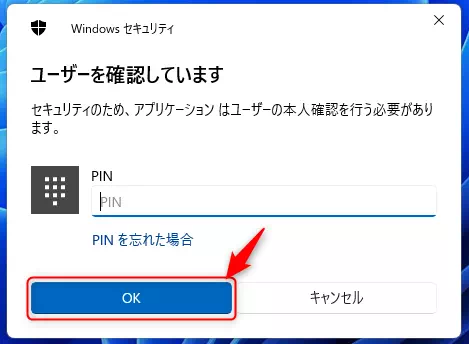 Windows セキュリティ
ユーザーを確認しています
セキュリティのため、アプリケーション はユーザーの本人確認を行う必要があり
ます。
PIN
PIN
PIN を忘れた場合
OK
キャンセル